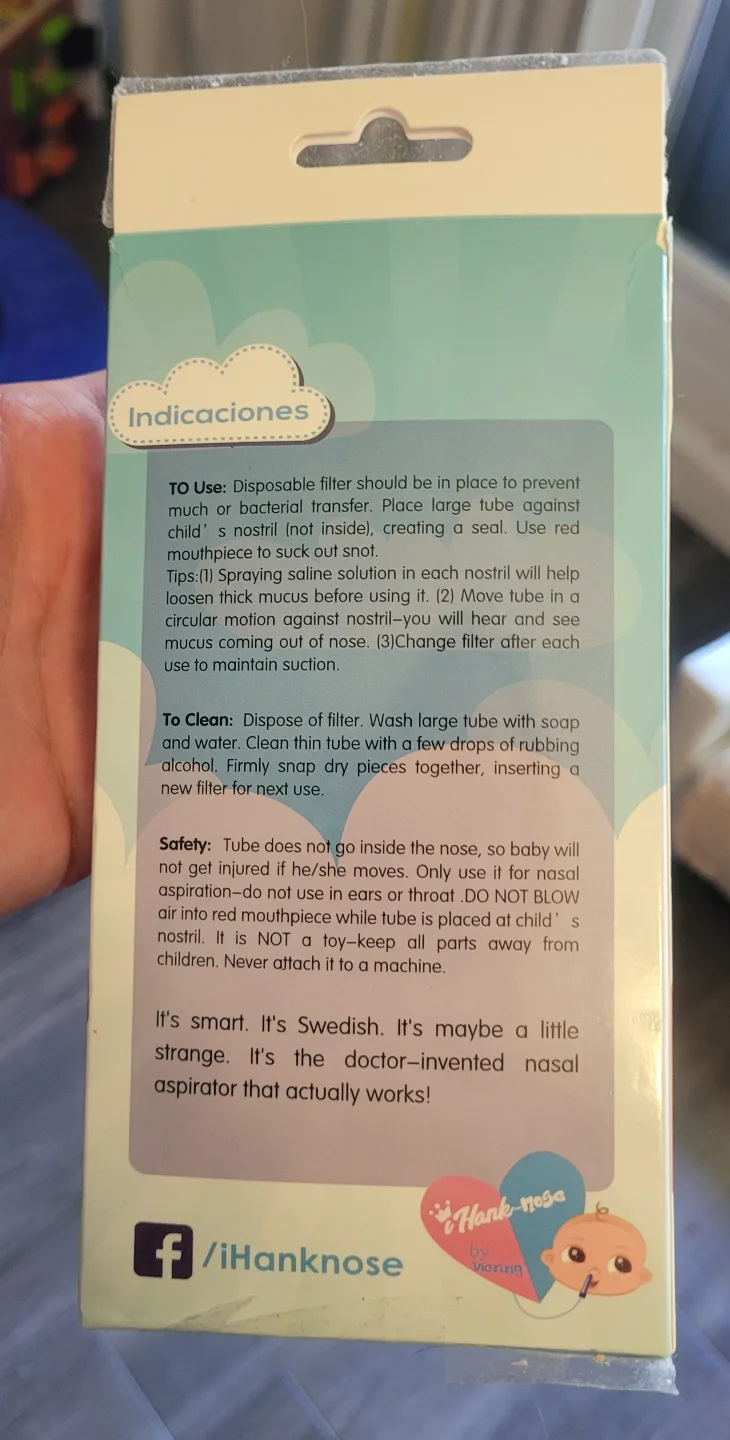 Indicaciones
TO Use: Disposable filter should be in place to prevent
much or bacterial transfer. Place large tube against
child' s nostril (not inside), creating a seal. Use red
mouthpiece to suck out snot.
Tips:(1) Spraying saline solution in each nostril will help
loosen thick mucus before using it. (2) Move tube in a
circular motion against nostril–you will hear and see
mucus coming out of nose. (3)Change filter after each
use to maintain suction.
To Clean: Dispose of filter. Wash large tube with soap
and water. Clean thin tube with a few drops of rubbing
alcohol. Firmly snap dry pieces together, inserting a
new filter for next use.
Safety: Tube does not go inside the nose, so baby will
not get injured if he/she moves. Only use it for nasal
aspiration–do not use in ears or throat .DO NOT BLOW
air into red mouthpiece while tube is placed at child' s
nostril. It is NOT a toy–keep all parts away from
children. Never attach it to a machine.
It's smart. It's Swedish. It's maybe a little
strange. It's the doctor–invented nasal
aspirator that actually works!
iHank-nose
by
f /iHanknose